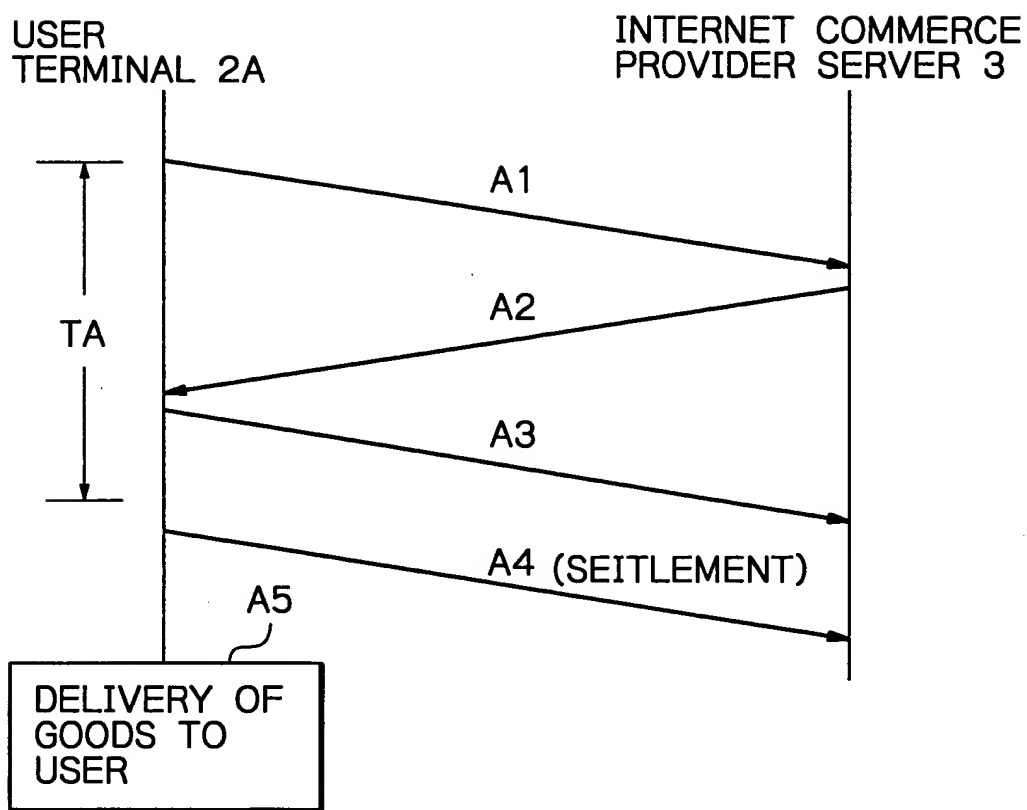 USER
TERMINAL 2A
INTERNET COMMERCE
PROVIDER SERVER 3
A1
A2
TA
A3
A4 (SEITLEMENT)
A5
DELIVERY OF
GOODS TO
USER